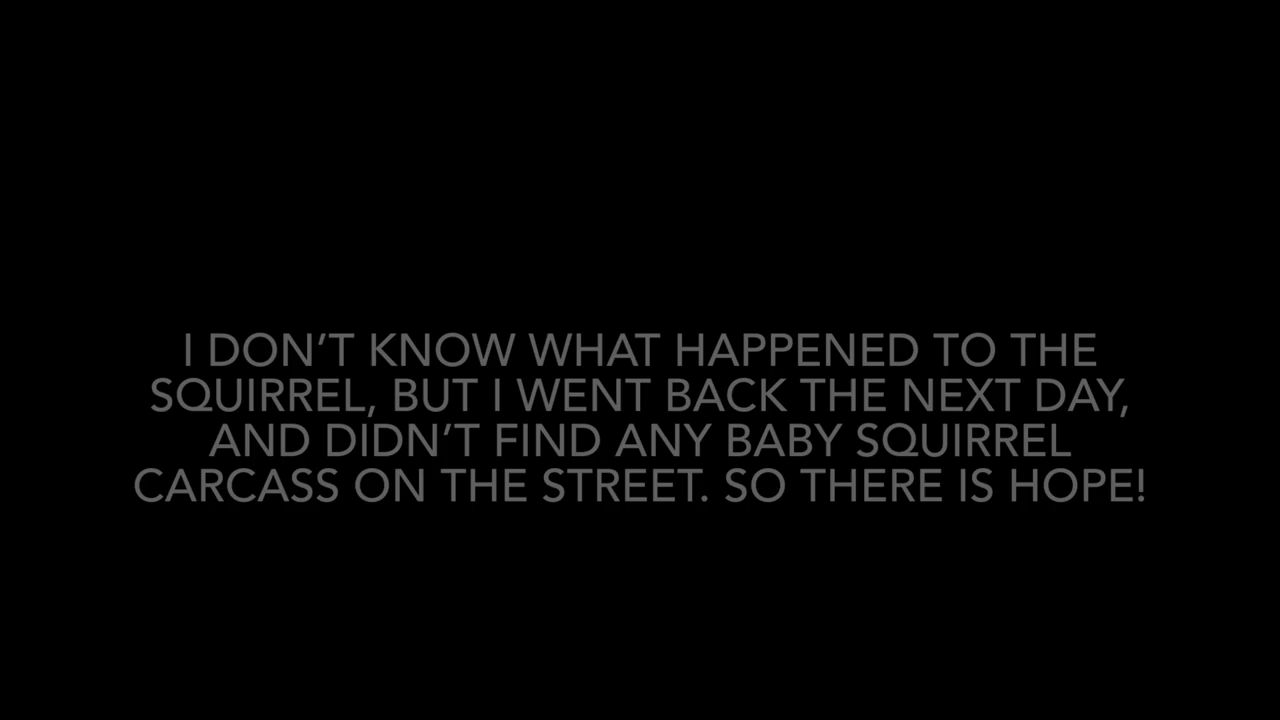 I DON’T KNOW WHAT HAPPENED TO THE
SQUIRREL, BUT I WENT BACK THE NEXT DAY,
AND DIDN’T FIND ANY BABY SQUIRREL
CARCASS ON THE STREET. SO THERE IS HOPE!